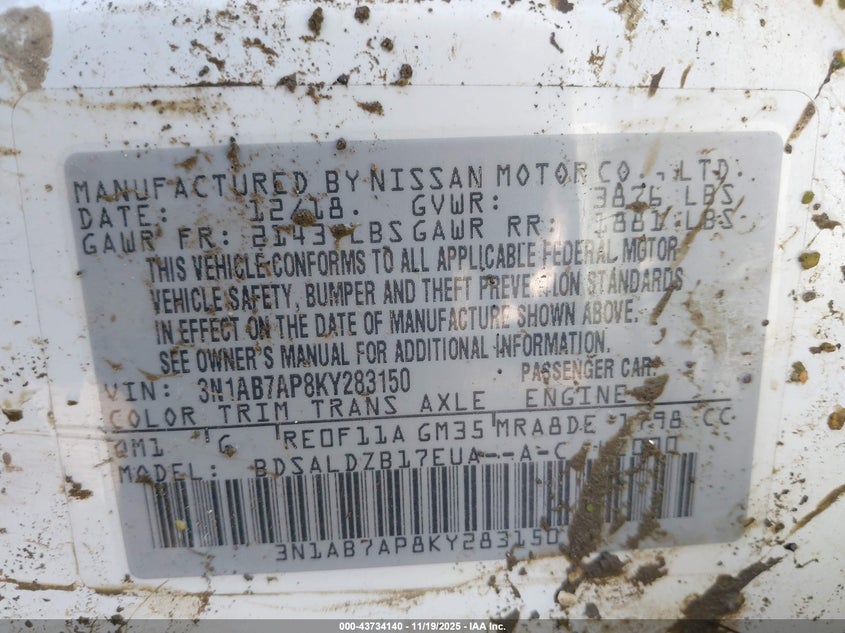 MANUFACTURED BY NISSAN MOTOR CO., LTD.
DATE: 12/18. GVWR: 3876 LBS
GAWR FR: 2143 LBS GAWR RR: 1881 LBS
THIS VEHICLE CONFORMS TO ALL APPLICABLE FEDERAL MOTOR
VEHICLE SAFETY, BUMPER AND THEFT PREVENTION STANDARDS
IN EFFECT ON THE DATE OF MANUFACTURE SHOWN ABOVE.
SEE OWNER'S MANUAL FOR ADDITIONAL INFORMATION.
VIN: 3N1AB7AP8KY283150 PASSENGER CAR
COLOR TRIM TRANS AXLE ENGINE
QM1 G RE0F11A GM35 MRA8DE 1798 CC
MODEL: BDSALDZB17EUA--A-C
3N1AB7AP8KY283150
000-43734140 - 11/19/2025 - IAA Inc.